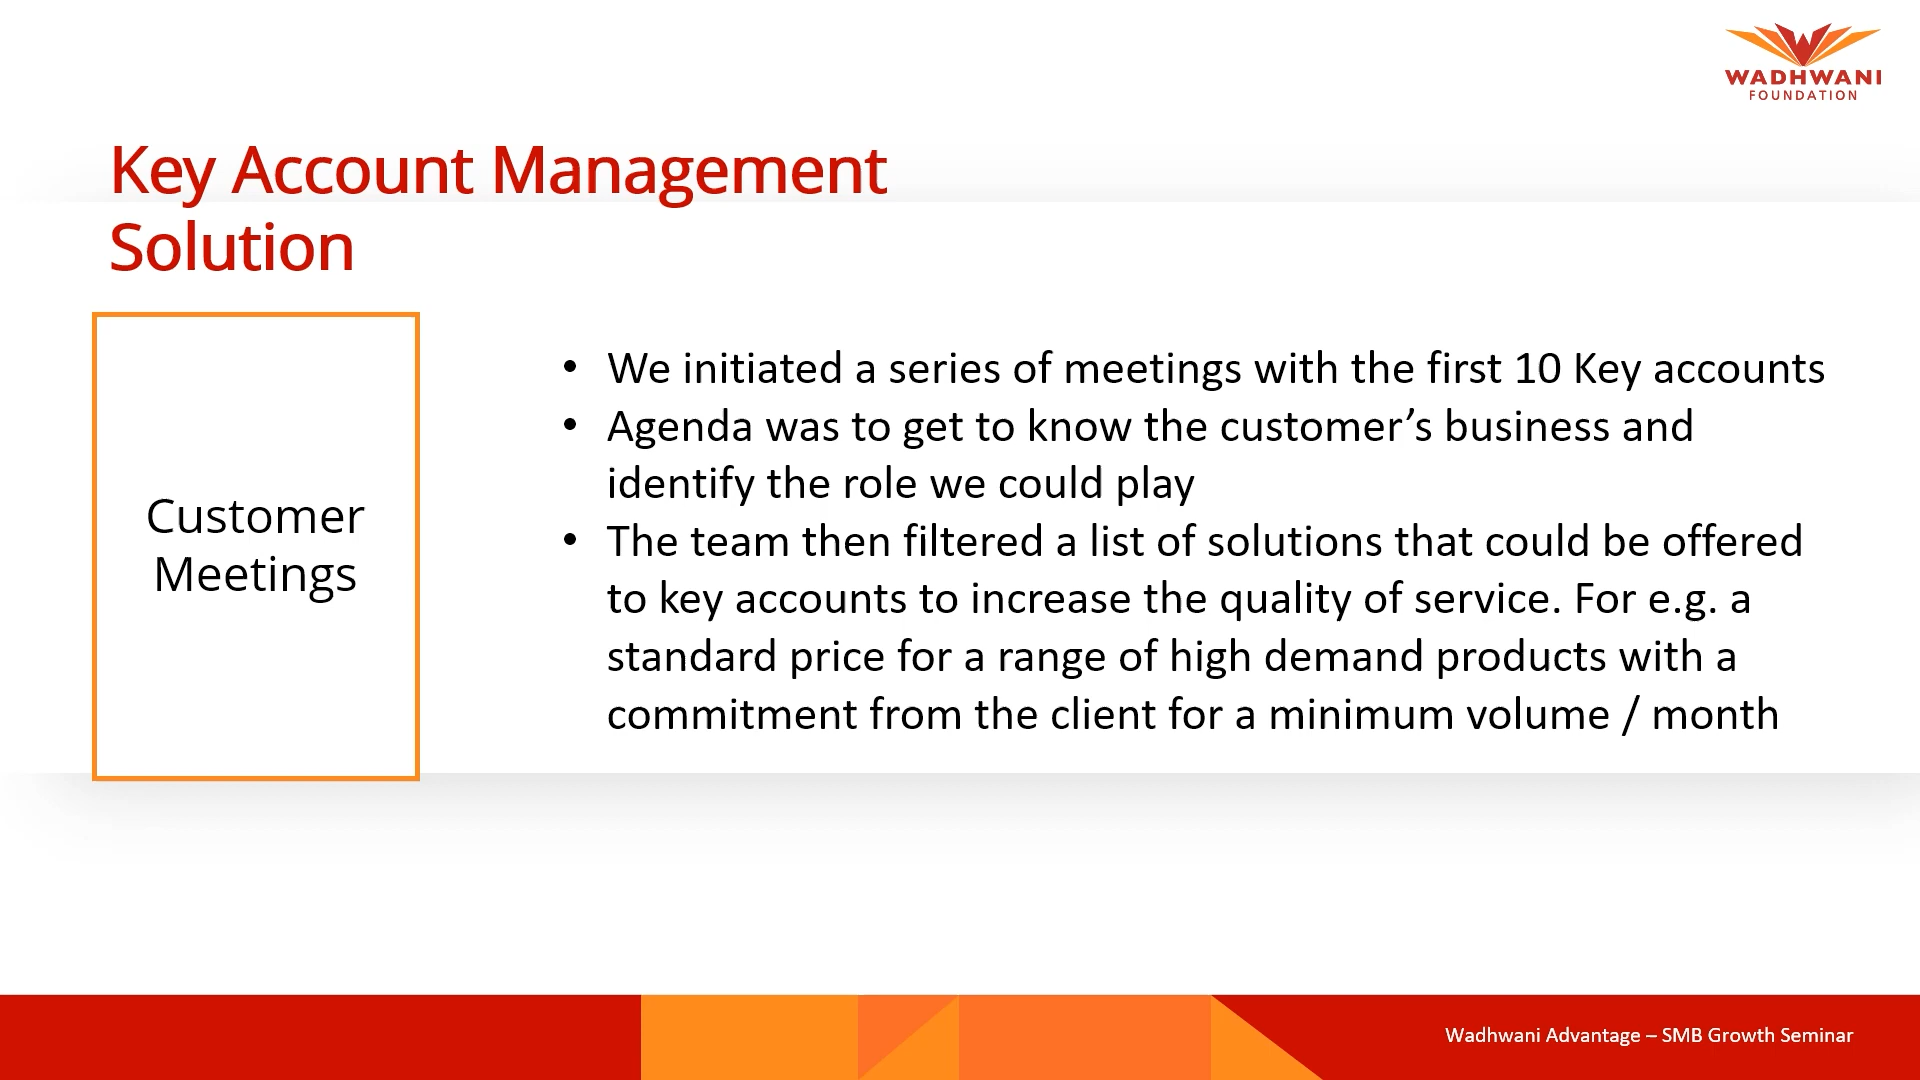 WADHWANI
FOUNDATION
Key Account Management
Solution
Customer
Meetings
• We initiated a series of meetings with the first 10 Key accounts
• Agenda was to get to know the customer’s business and
identify the role we could play
• The team then filtered a list of solutions that could be offered
to key accounts to increase the quality of service. For e.g. a
standard price for a range of high demand products with a
commitment from the client for a minimum volume / month
Wadhwani Advantage – SMB Growth Seminar